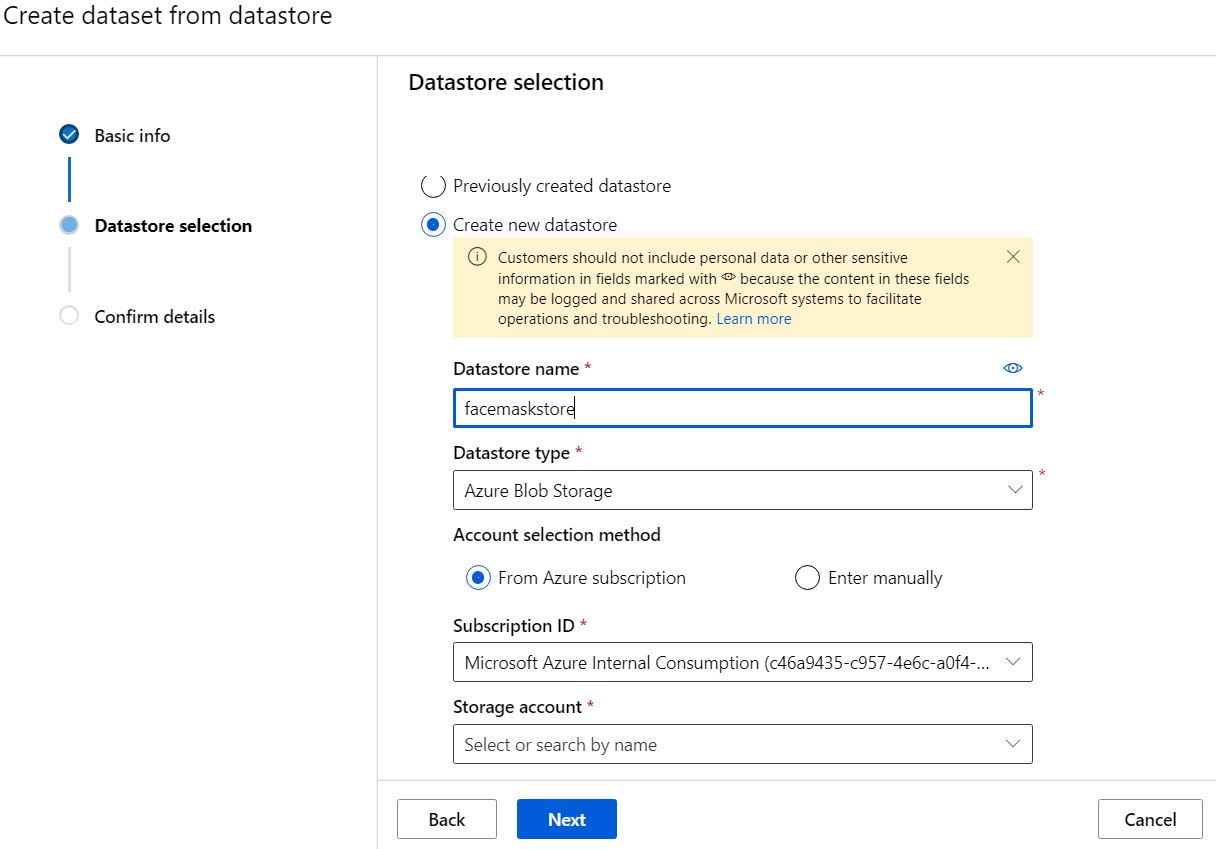 Create dataset from datastore
Basic info
Datastore selection
Confirm details
Datastore selection
Previously created datastore
Create new datastore
Customers should not include personal data or other sensitive
information in fields marked with because the content in these fields
may be logged and shared across Microsoft systems to facilitate
operations and troubleshooting. Learn more
Datastore name *
facemaskstore
*
Datastore type *
Azure Blob Storage
*
Account selection method
From Azure subscription
Enter manually
Subscription ID *
Microsoft Azure Internal Consumption (c46a9435-c957-4e6c-a0f4-...
Storage account *
Select or search by name
Back
Next
Cancel